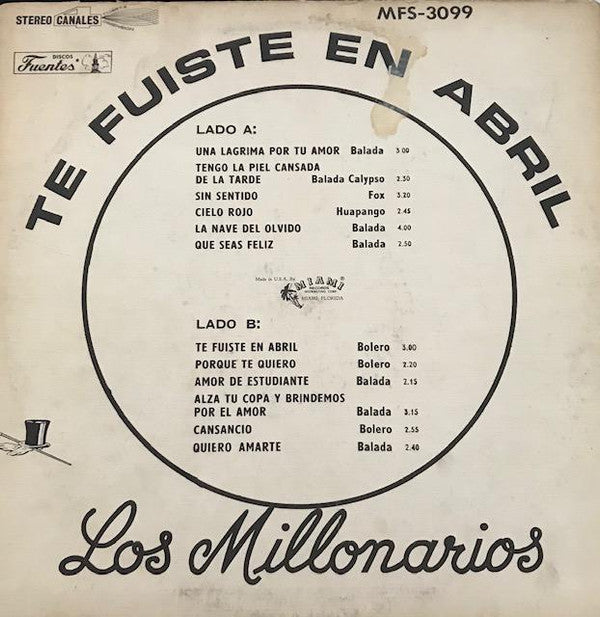 STEREO CANALES
MFS-3099
DISCOS
Fuentes
TE FUISTE EN ABRIL
LADO A:
UNA LAGRIMA POR TU AMOR Balada 3.00
TENGO LA PIEL CANSADA
DE LA TARDE Balada Calypso 2.30
SIN SENTIDO Fox 3.20
CIELO ROJO Huapango 2.45
LA NAVE DEL OLVIDO Balada 4.00
QUE SEAS FELIZ Balada 2.50
Made in U.S.A. By
MIAMI
RECORDS
MIAMI, FLORIDA
LADO B:
TE FUISTE EN ABRIL Bolero 3.00
PORQUE TE QUIERO Bolero 2.20
AMOR DE ESTUDIANTE Balada 2.15
ALZA TU COPA Y BRINDEMOS
POR EL AMOR Balada 3.15
CANSANCIO Bolero 2.55
QUIERO AMARTE Balada 2.40
Los Millonarios